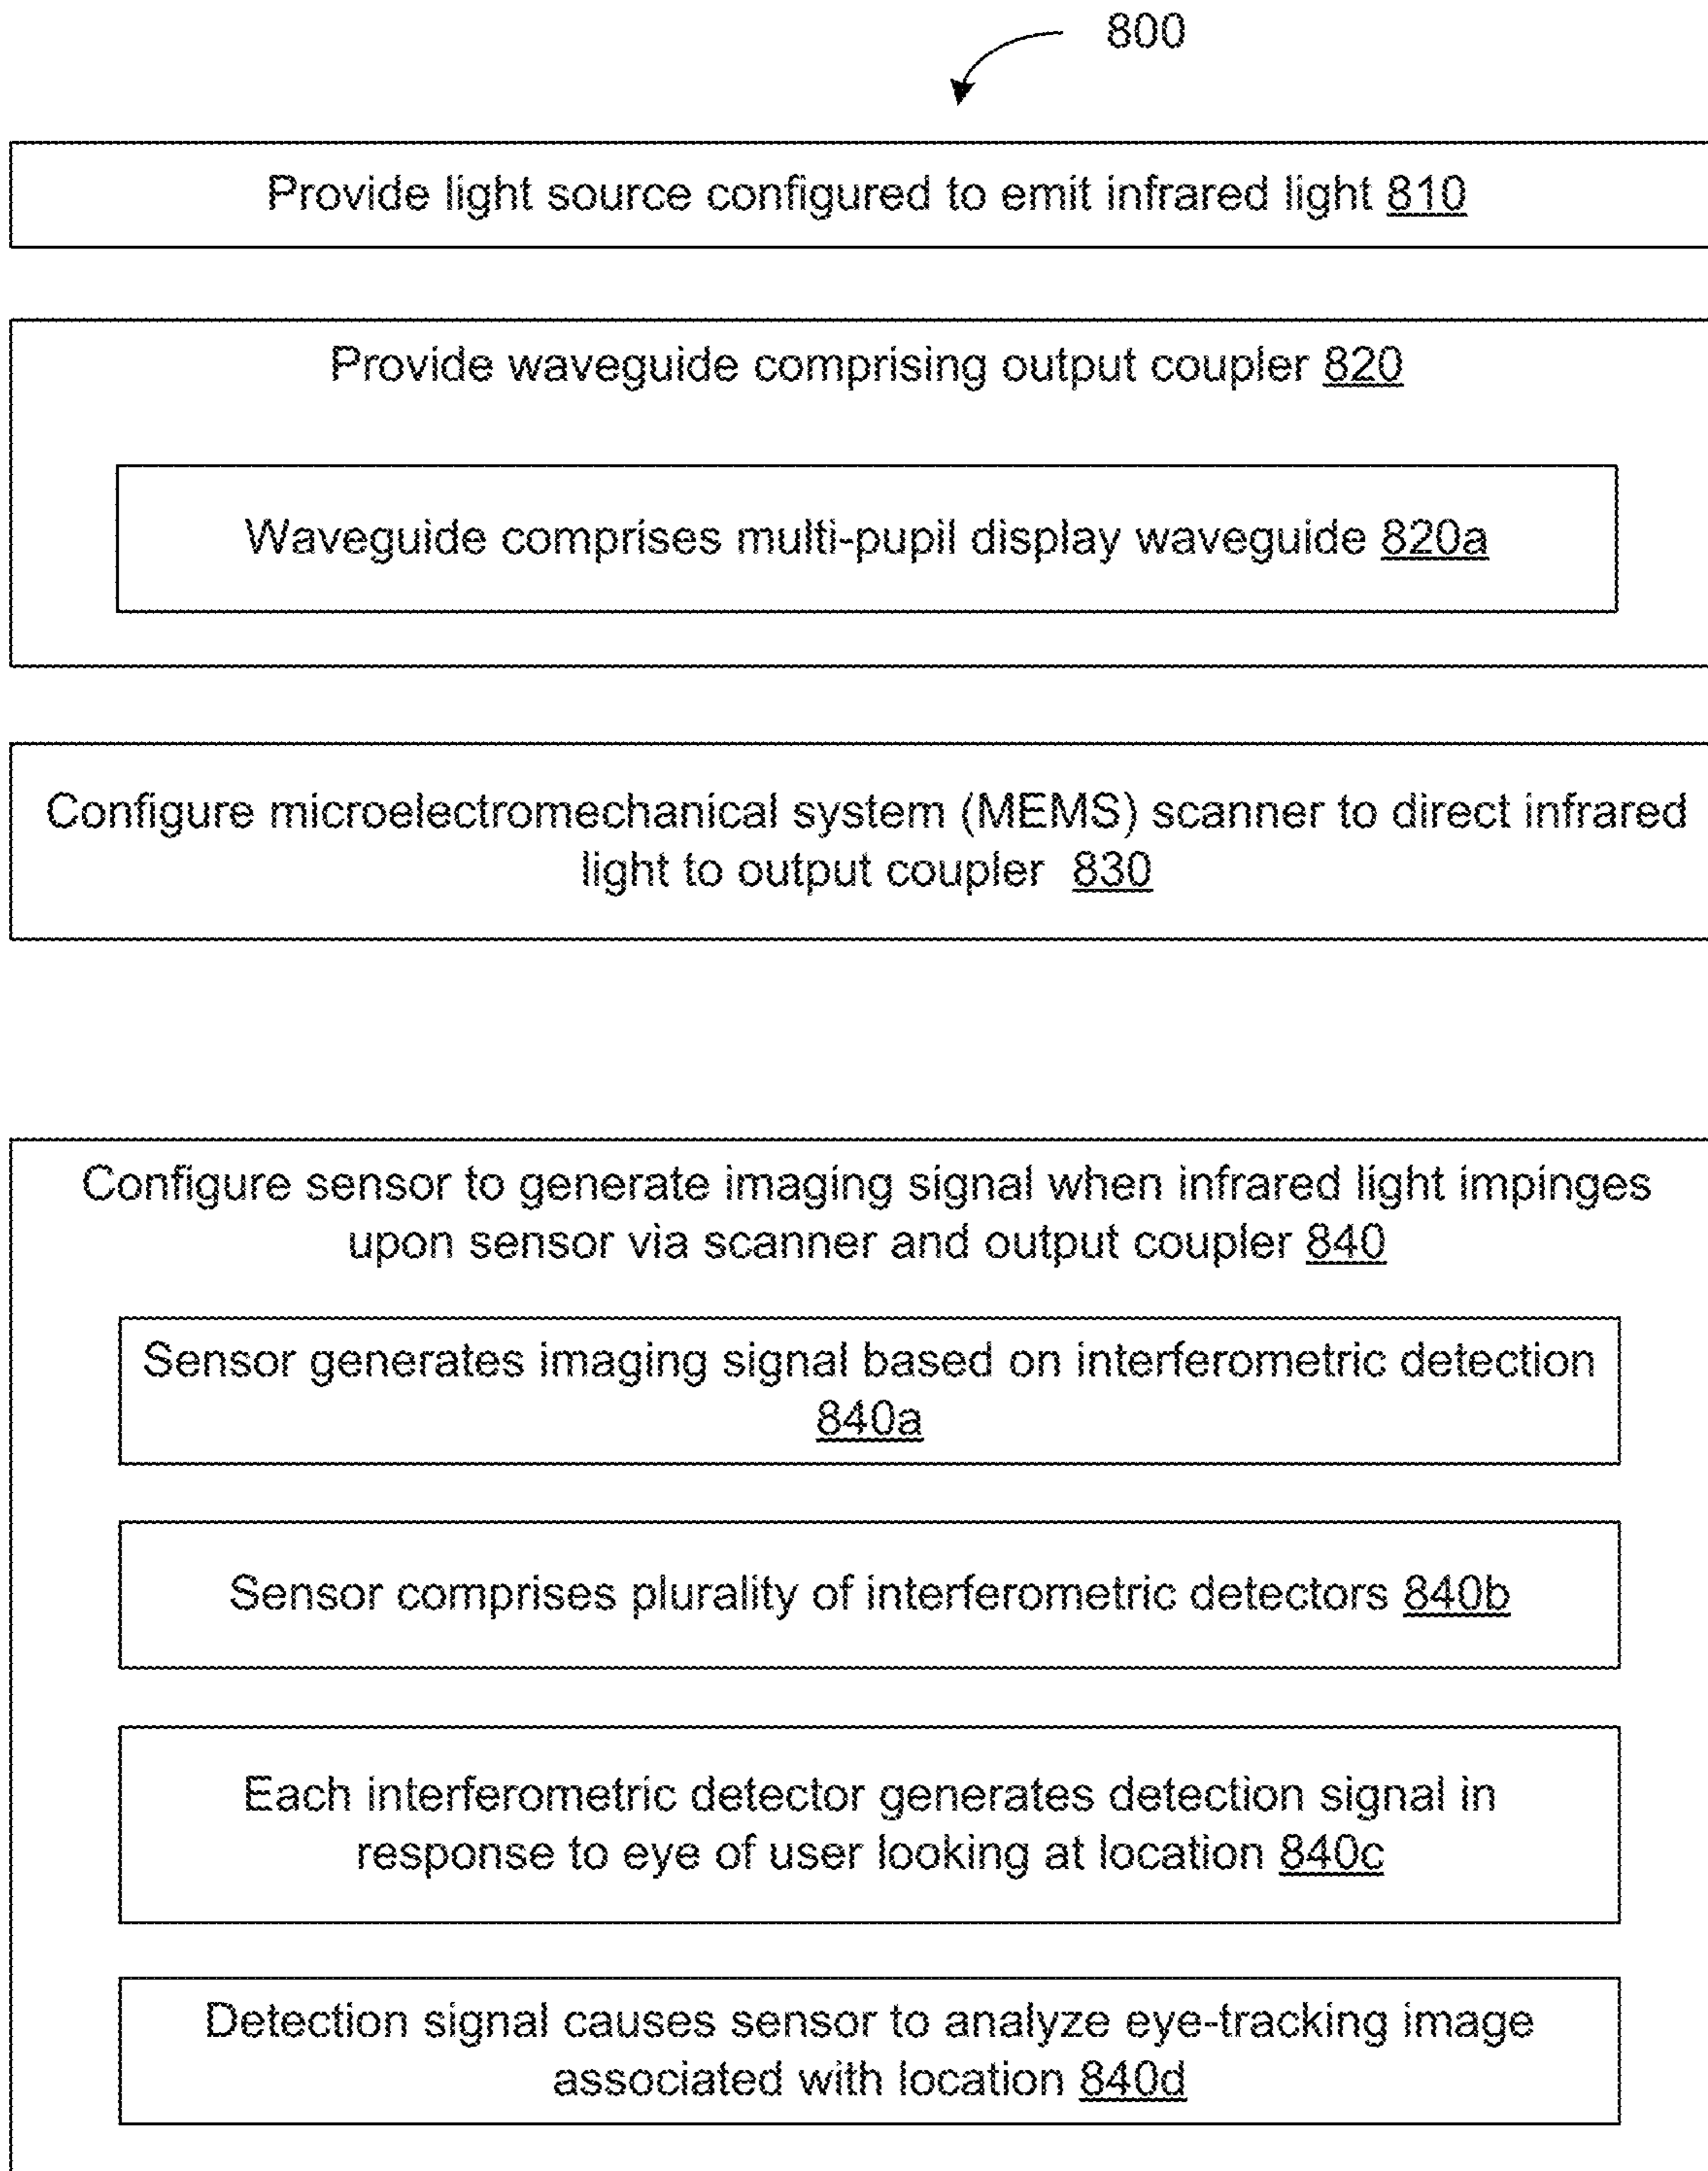 800
Provide light source configured to emit infrared light 810
Provide waveguide comprising output coupler 820
Waveguide comprises multi-pupil display waveguide 820a
Configure microelectromechanical system (MEMS) scanner to direct infrared
light to output coupler 830
Configure sensor to generate imaging signal when infrared light impinges
upon sensor via scanner and output coupler 840
Sensor generates imaging signal based on interferometric detection
840a
Sensor comprises plurality of interferometric detectors 840b
Each interferometric detector generates detection signal in
response to eye of user looking at location 840c
Detection signal causes sensor to analyze eye-tracking image
associated with location 840d